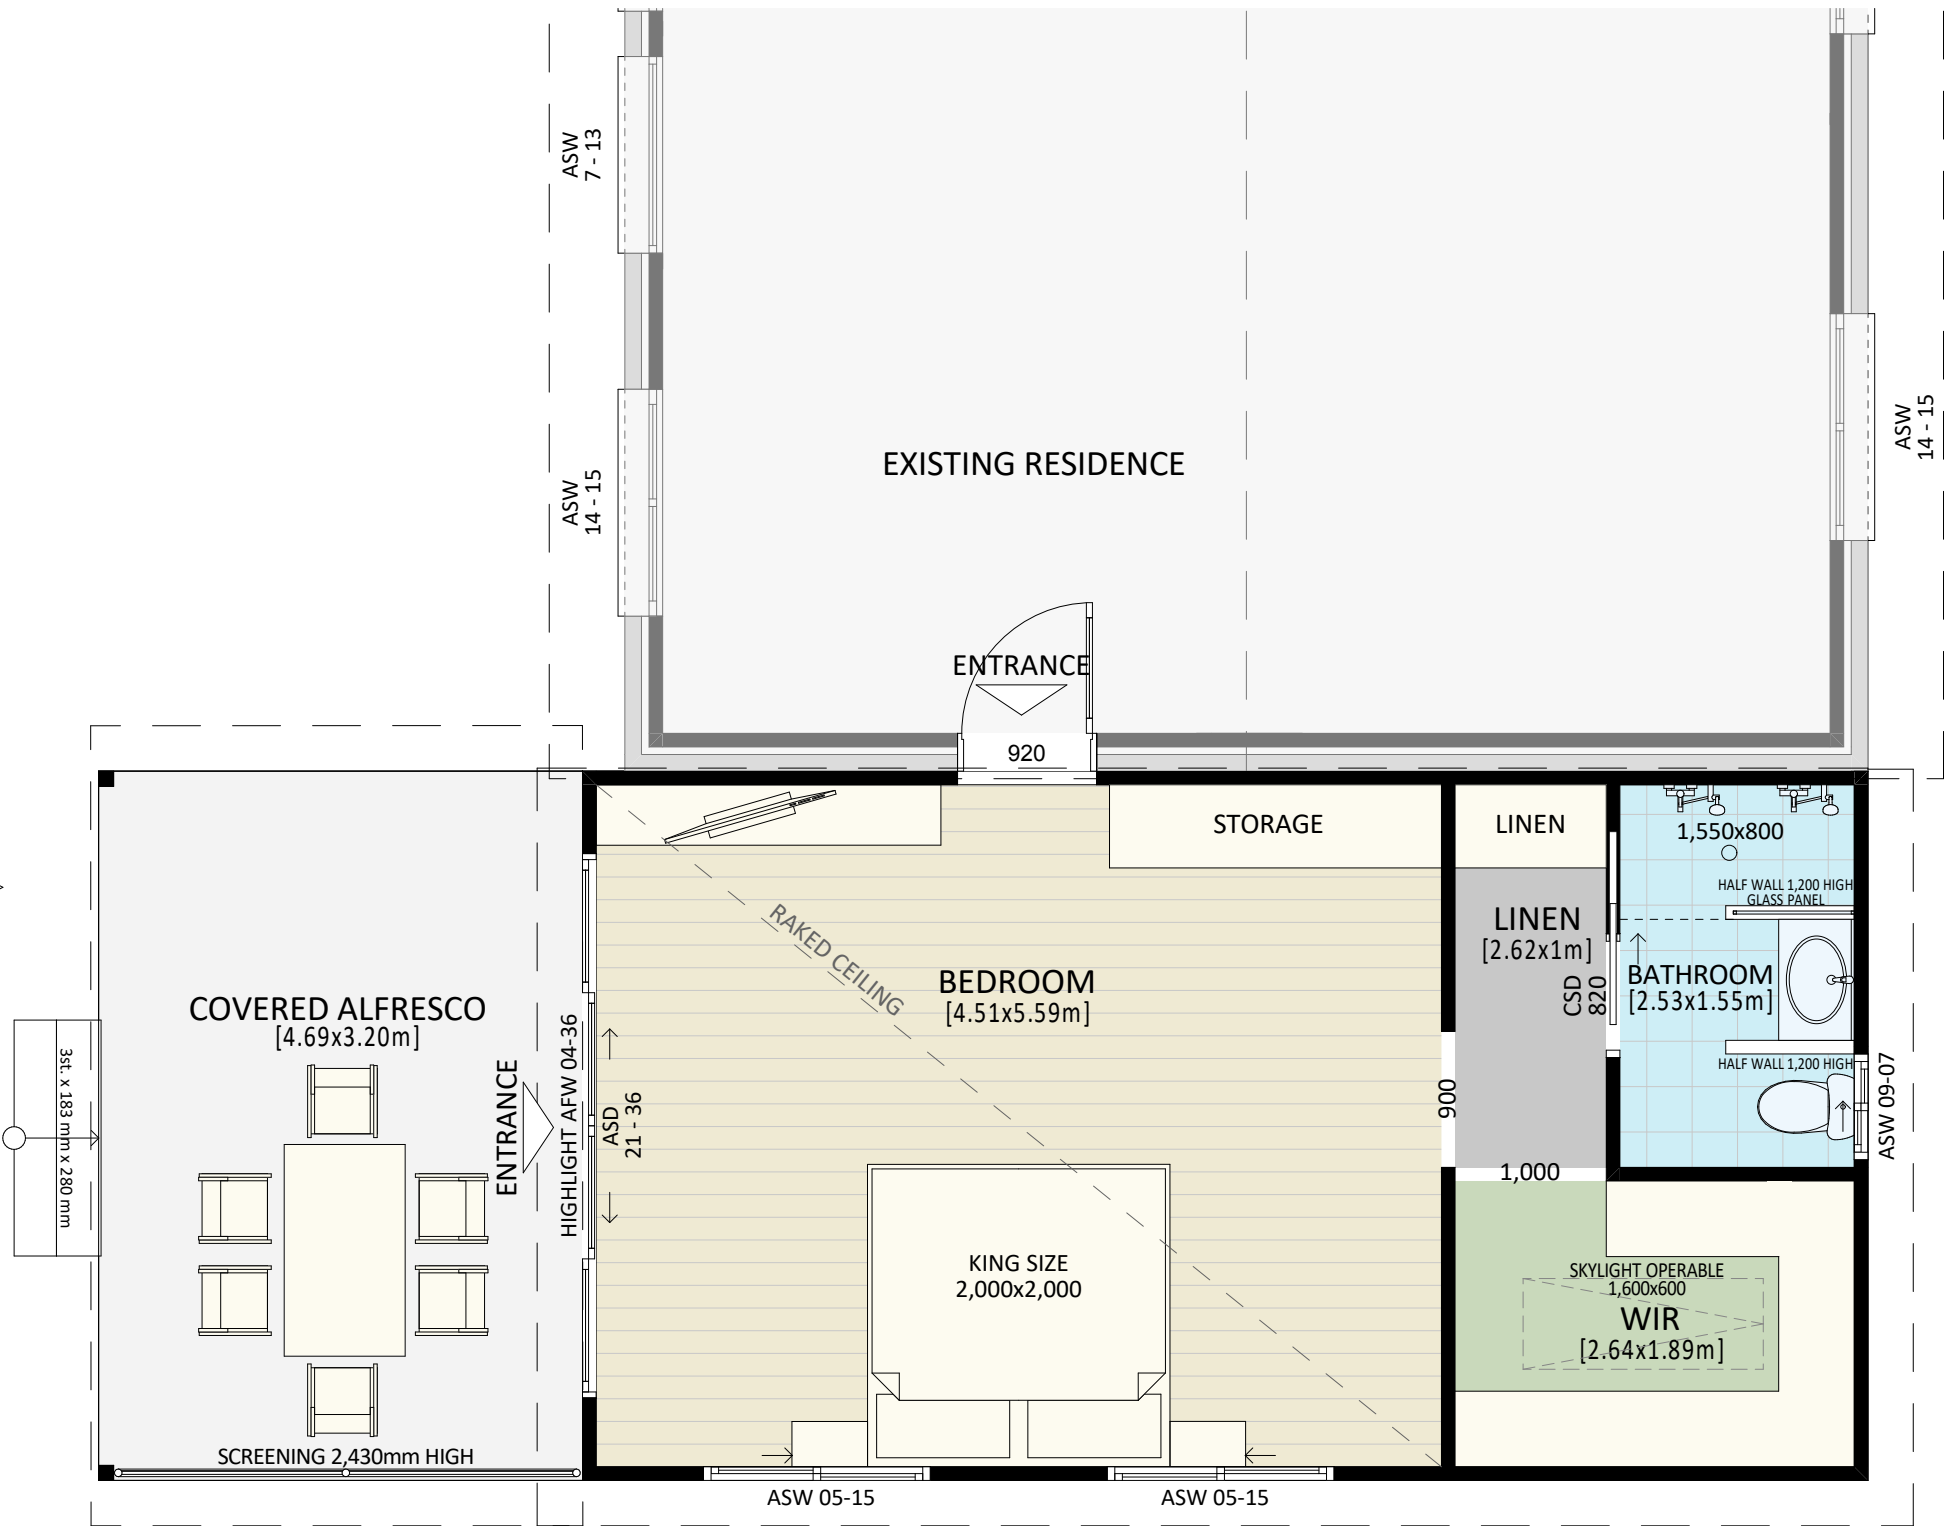 ASW
7 - 13
ASW
14 - 15
ASW
14 - 15
EXISTING RESIDENCE
ENTRANCE
920
STORAGE
LINEN
1,550x800
HALF WALL 1,200 HIGH
GLASS PANEL
RAKED CEILING
LINEN
[2.62x1m]
BEDROOM
[4.51x5.59m]
BATHROOM
[2.53x1.55m]
CSD
820
COVERED ALFRESCO
[4.69x3.20m]
HALF WALL 1,200 HIGH
ENTRANCE
HIGHLIGHT AFW 04-36
ASD
21 - 36
900
ASW 09-07
3st. x 183 mm x 280 mm
1,000
KING SIZE
2,000x2,000
SKYLIGHT OPERABLE
1,600x600
WIR
[2.64x1.89m]
SCREENING 2,430mm HIGH
ASW 05-15
ASW 05-15